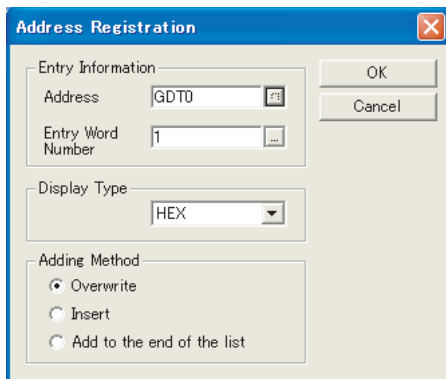 Address Registration
Entry Information
OK
Address
GDT0
Cancel
Entry Word
Number
1
...
Display Type
HEX
Adding Method
Overwrite
Insert
Add to the end of the list